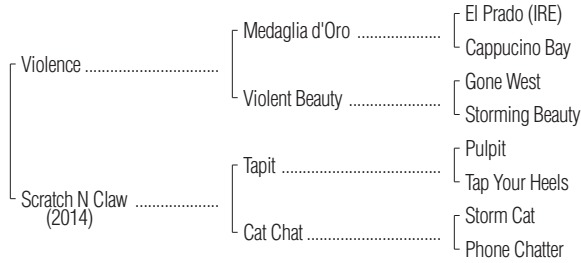 El Prado (IRE)
Medaglia d'Oro ....................
Cappucino Bay
Violence ................................
Gone West
Violent Beauty ......................
Storming Beauty
Pulpit
Tapit ......................................
Tap Your Heels
Scratch N Claw ....................
(2014)
Storm Cat
Cat Chat ................................
Phone Chatter